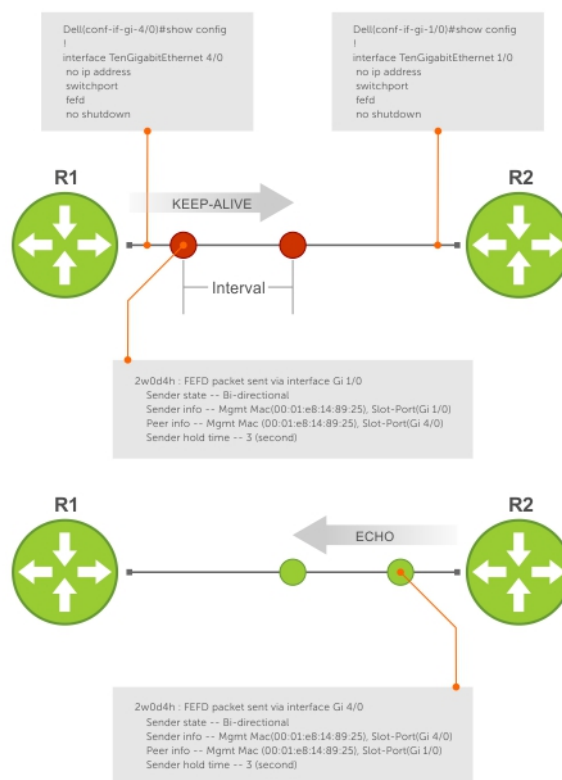 Dell(conf-if-gi-4/0)#show config
!
interface TenGigabitEthernet 4/0
no ip address
switchport
fefd
no shutdown
Dell(conf-if-gi-1/0)#show config
!
interface TenGigabitEthernet 1/0
no ip address
switchport
fefd
no shutdown
R1
R2
KEEP-ALIVE
Interval
2w0d4h : FEFD packet sent via interface Gi 1/0
Sender state -- Bi-directional
Sender info -- Mgmt Mac(00:01:e8:14:89:25), Slot-Port(Gi 1/0)
Peer info -- Mgmt Mac (00:01:e8:14:89:25), Slot-Port(Gi 4/0)
Sender hold time -- 3 (second)
R1
R2
ECHO
2w0d4h : FEFD packet sent via interface Gi 4/0
Sender state -- Bi-directional
Sender info -- Mgmt Mac(00:01:e8:14:89:25), Slot-Port(Gi 4/0)
Peer info -- Mgmt Mac (00:01:e8:14:89:25), Slot-Port(Gi 1/0)
Sender hold time -- 3 (second)